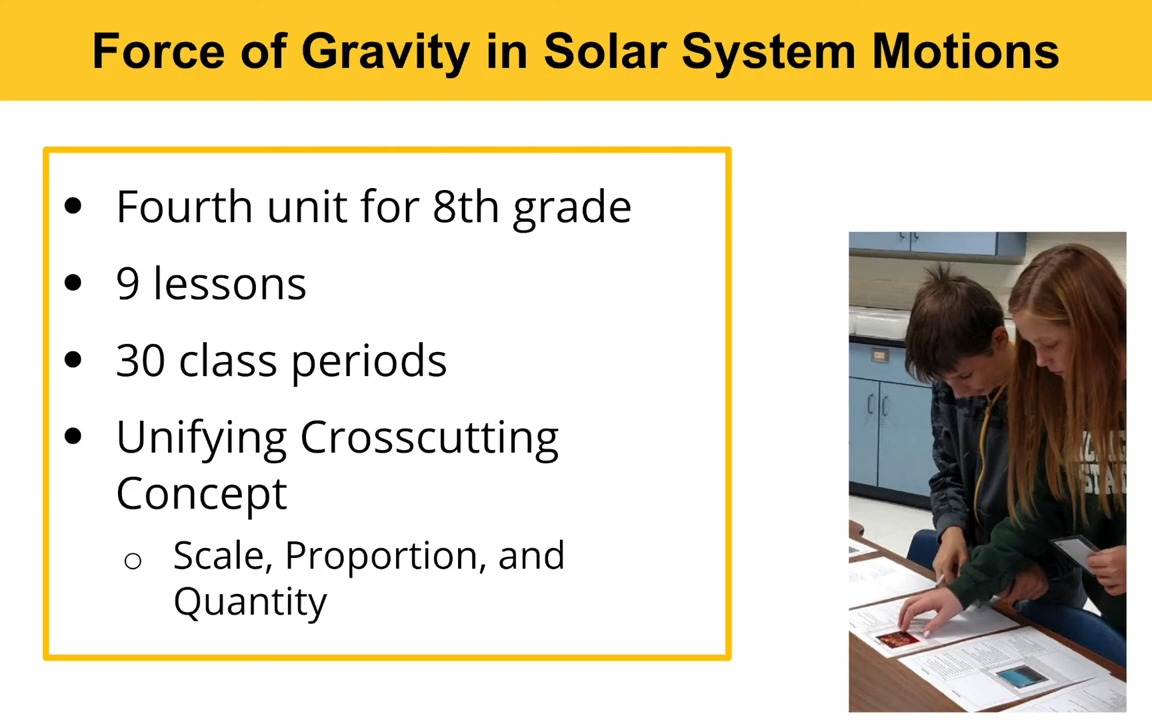 Force of Gravity in Solar System Motions
• Fourth unit for 8th grade
• 9 lessons
• 30 class periods
• Unifying Crosscutting
Concept
○ Scale, Proportion, and
Quantity